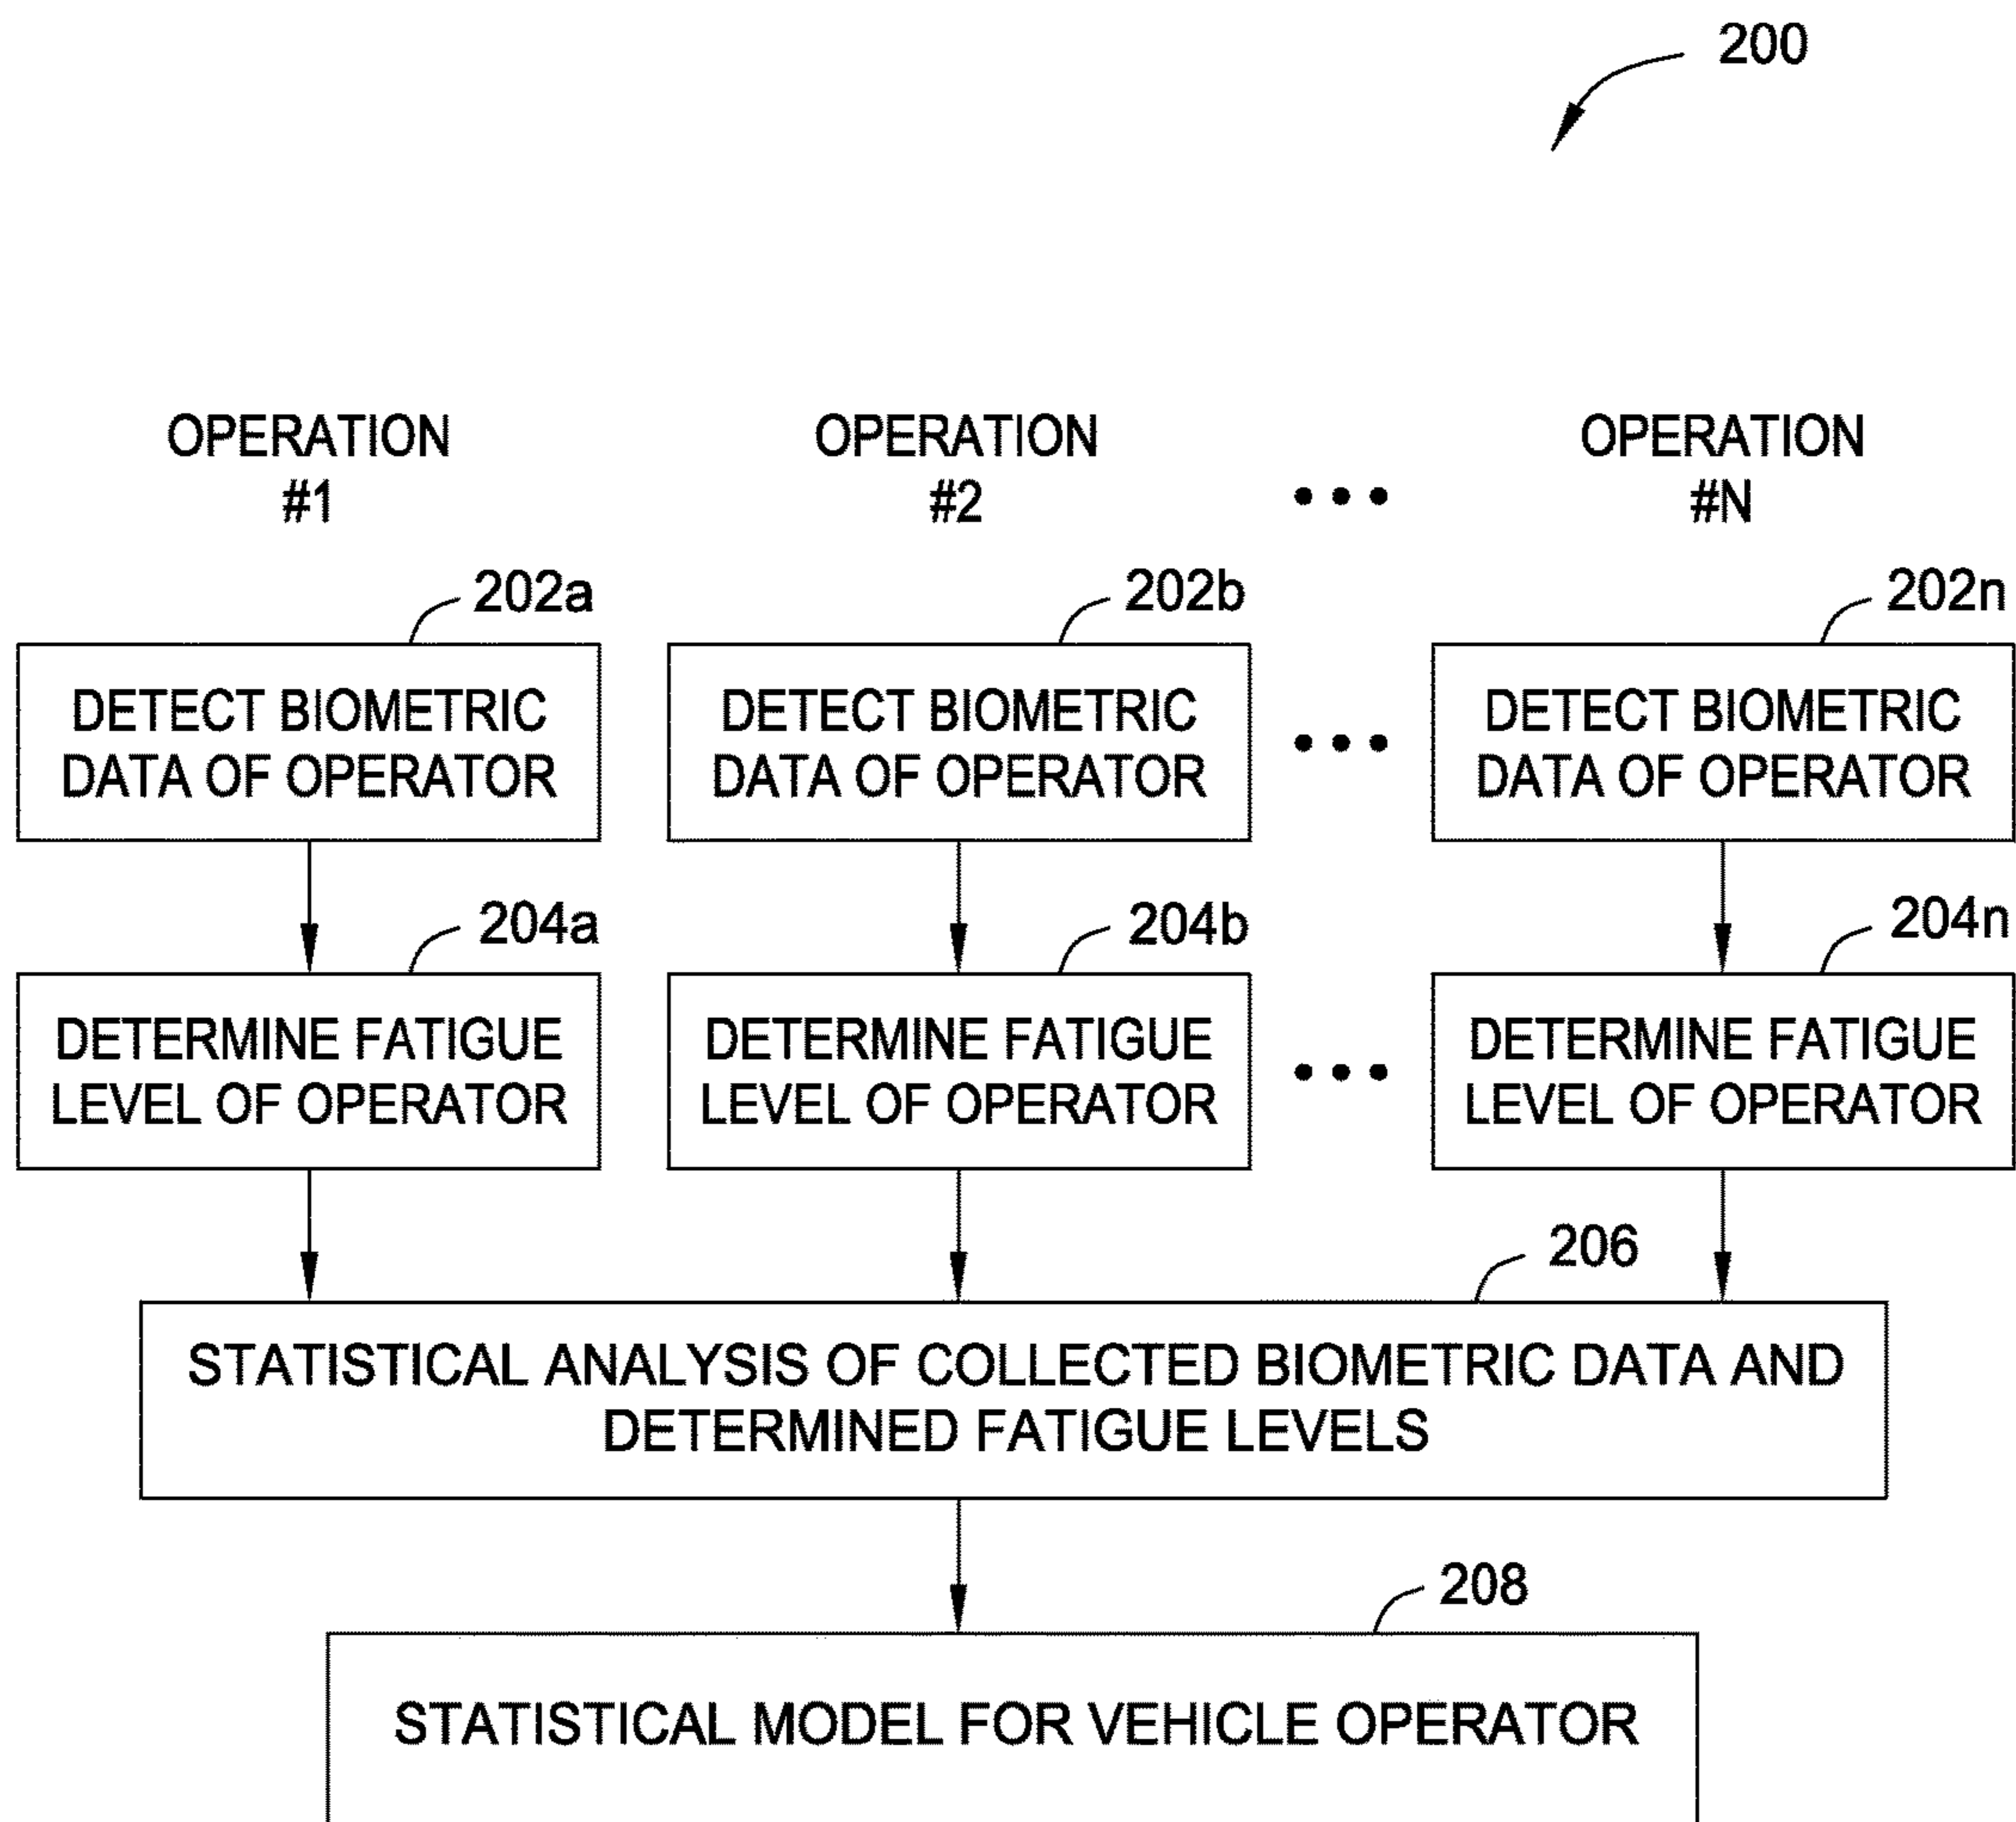 200
OPERATION
#1
OPERATION
#2
OPERATION
#N
202a
202b
202n
DETECT BIOMETRIC
DATA OF OPERATOR
DETECT BIOMETRIC
DATA OF OPERATOR
DETECT BIOMETRIC
DATA OF OPERATOR
204a
204b
204n
DETERMINE FATIGUE
LEVEL OF OPERATOR
DETERMINE FATIGUE
LEVEL OF OPERATOR
DETERMINE FATIGUE
LEVEL OF OPERATOR
206
STATISTICAL ANALYSIS OF COLLECTED BIOMETRIC DATA AND
DETERMINED FATIGUE LEVELS
208
STATISTICAL MODEL FOR VEHICLE OPERATOR